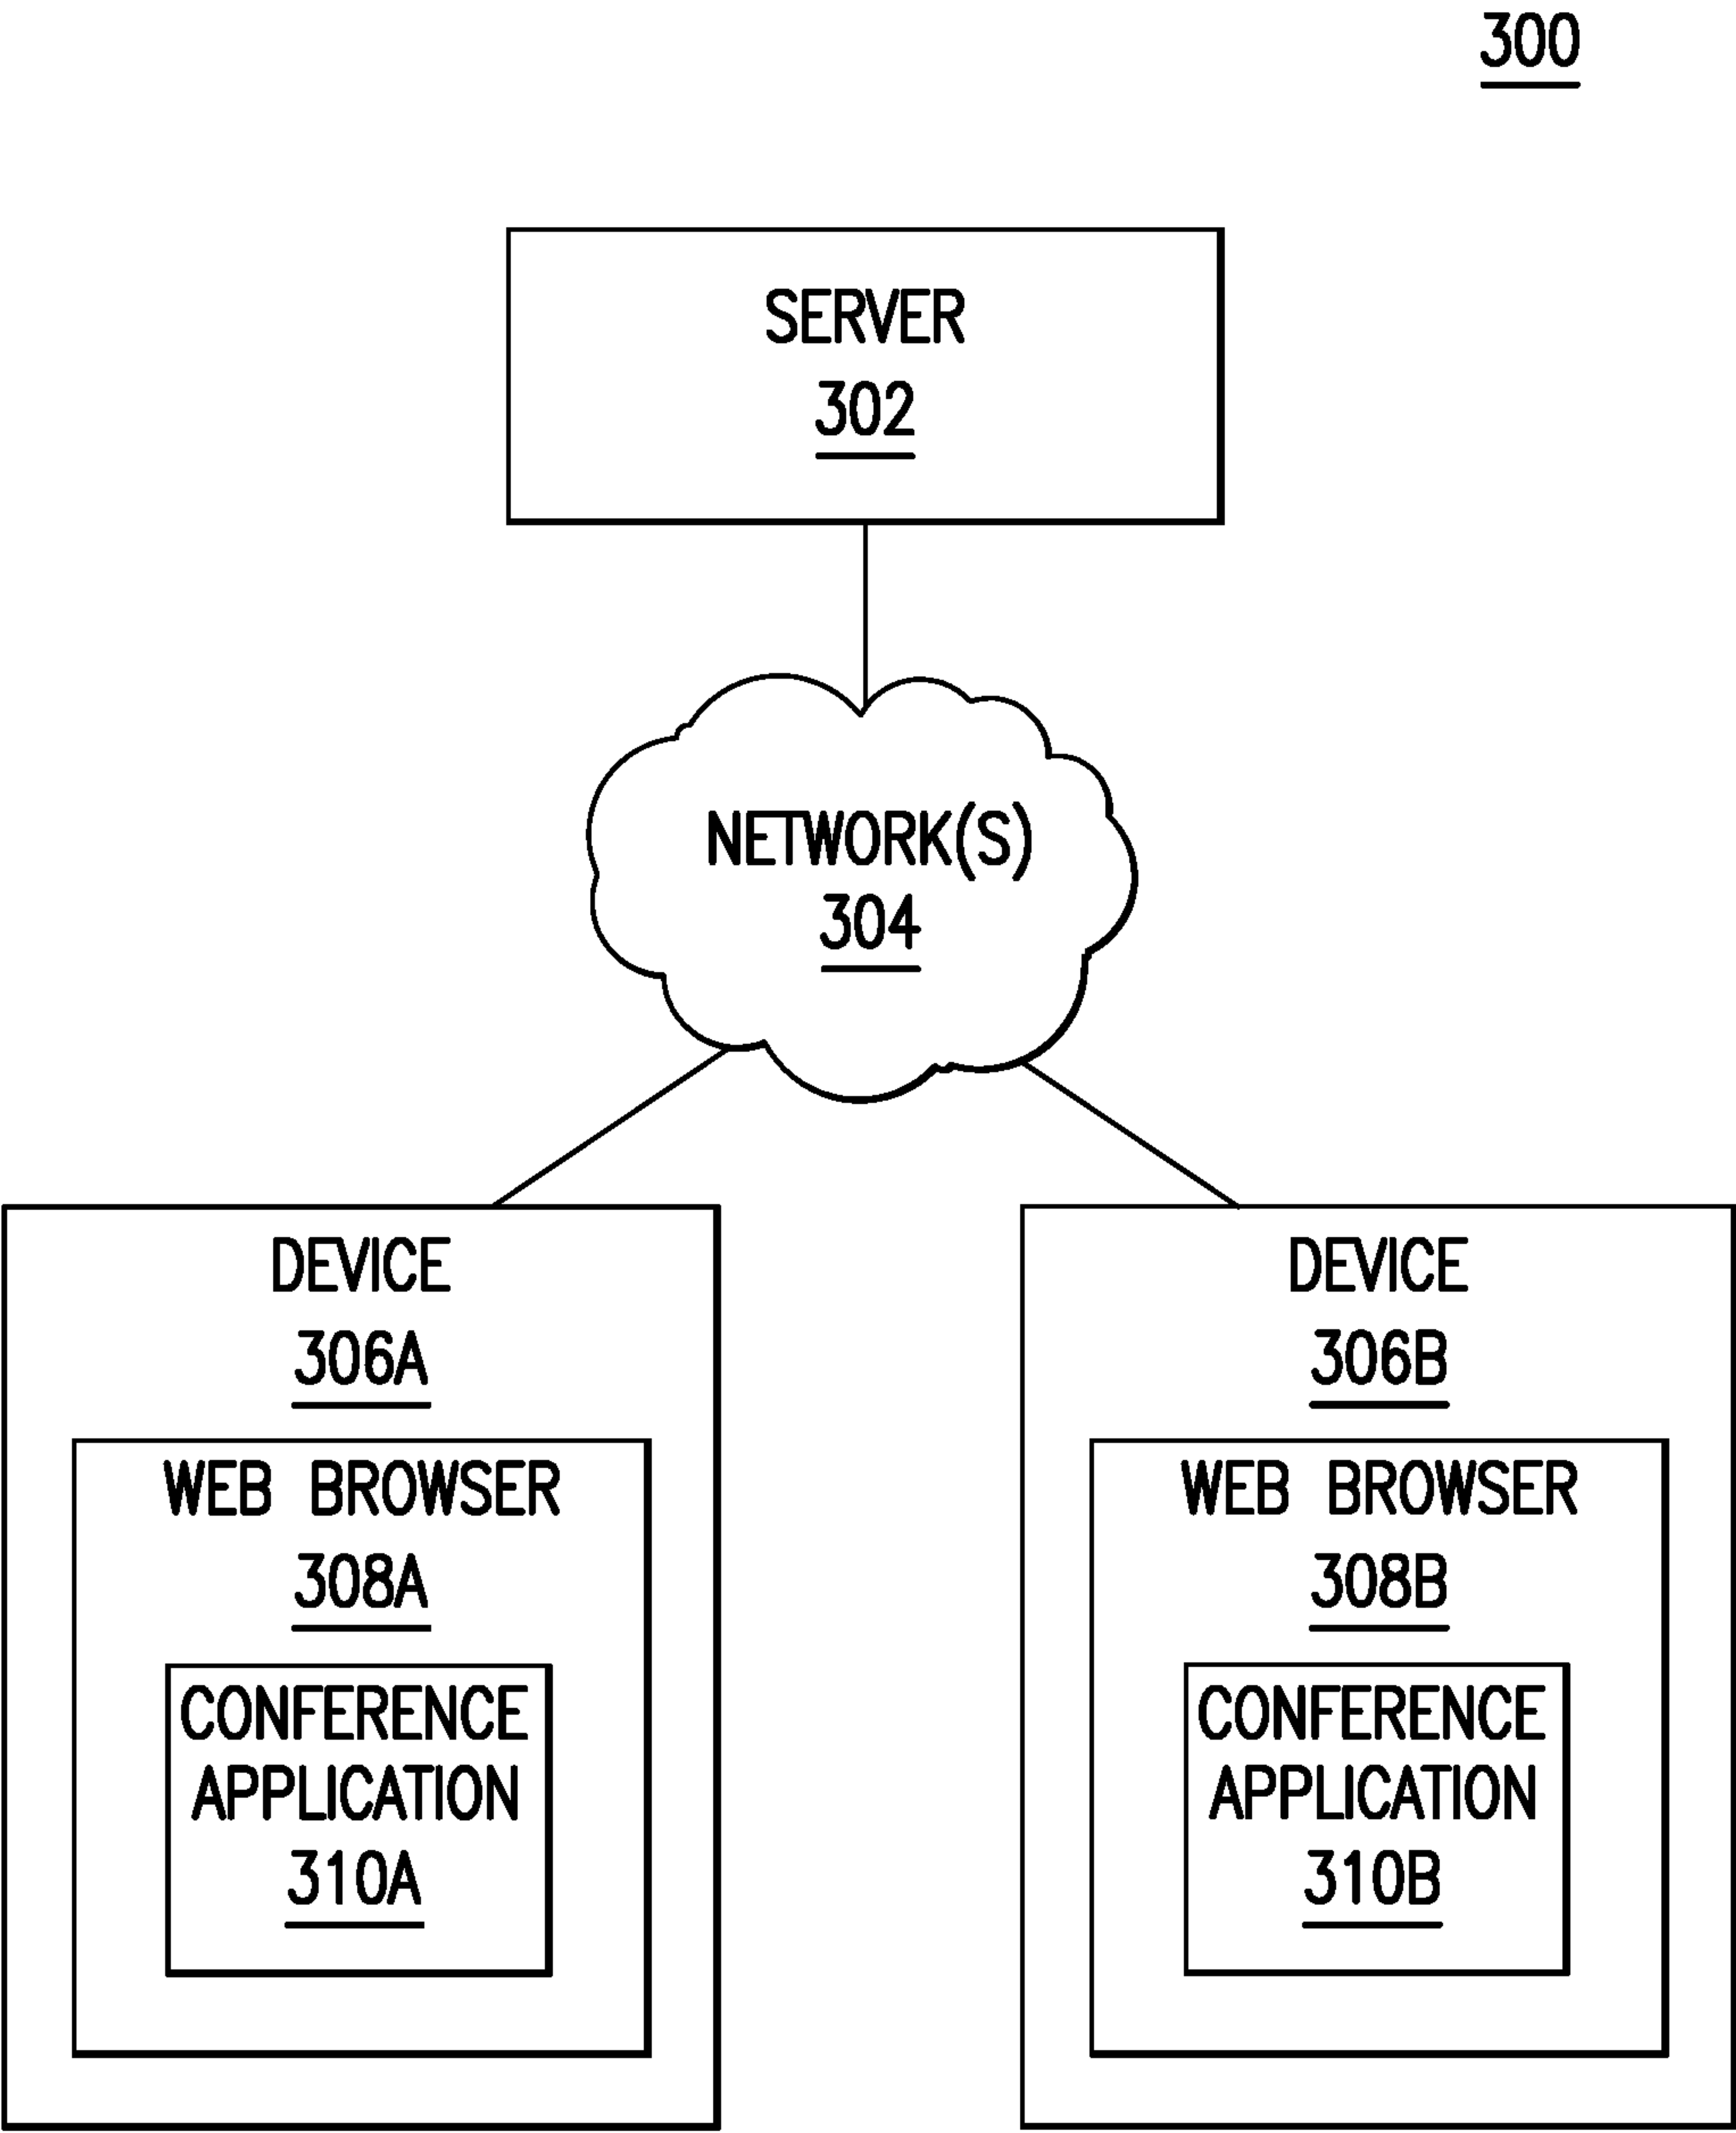 300
SERVER
302
NETWORK(S)
304
DEVICE
306A
WEB BROWSER
308A
CONFERENCE
APPLICATION
310A
DEVICE
306B
WEB BROWSER
308B
CONFERENCE
APPLICATION
310B